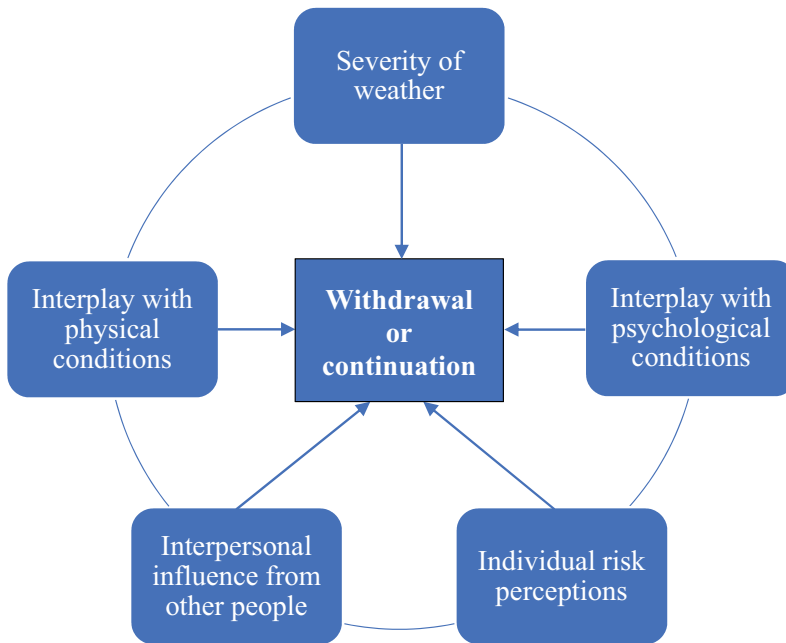 Severity of
weather
Interplay with
physical
conditions
Withdrawal
or
continuation
Interplay with
psychological
conditions
Interpersonal
influence from
other people
Individual risk
perceptions